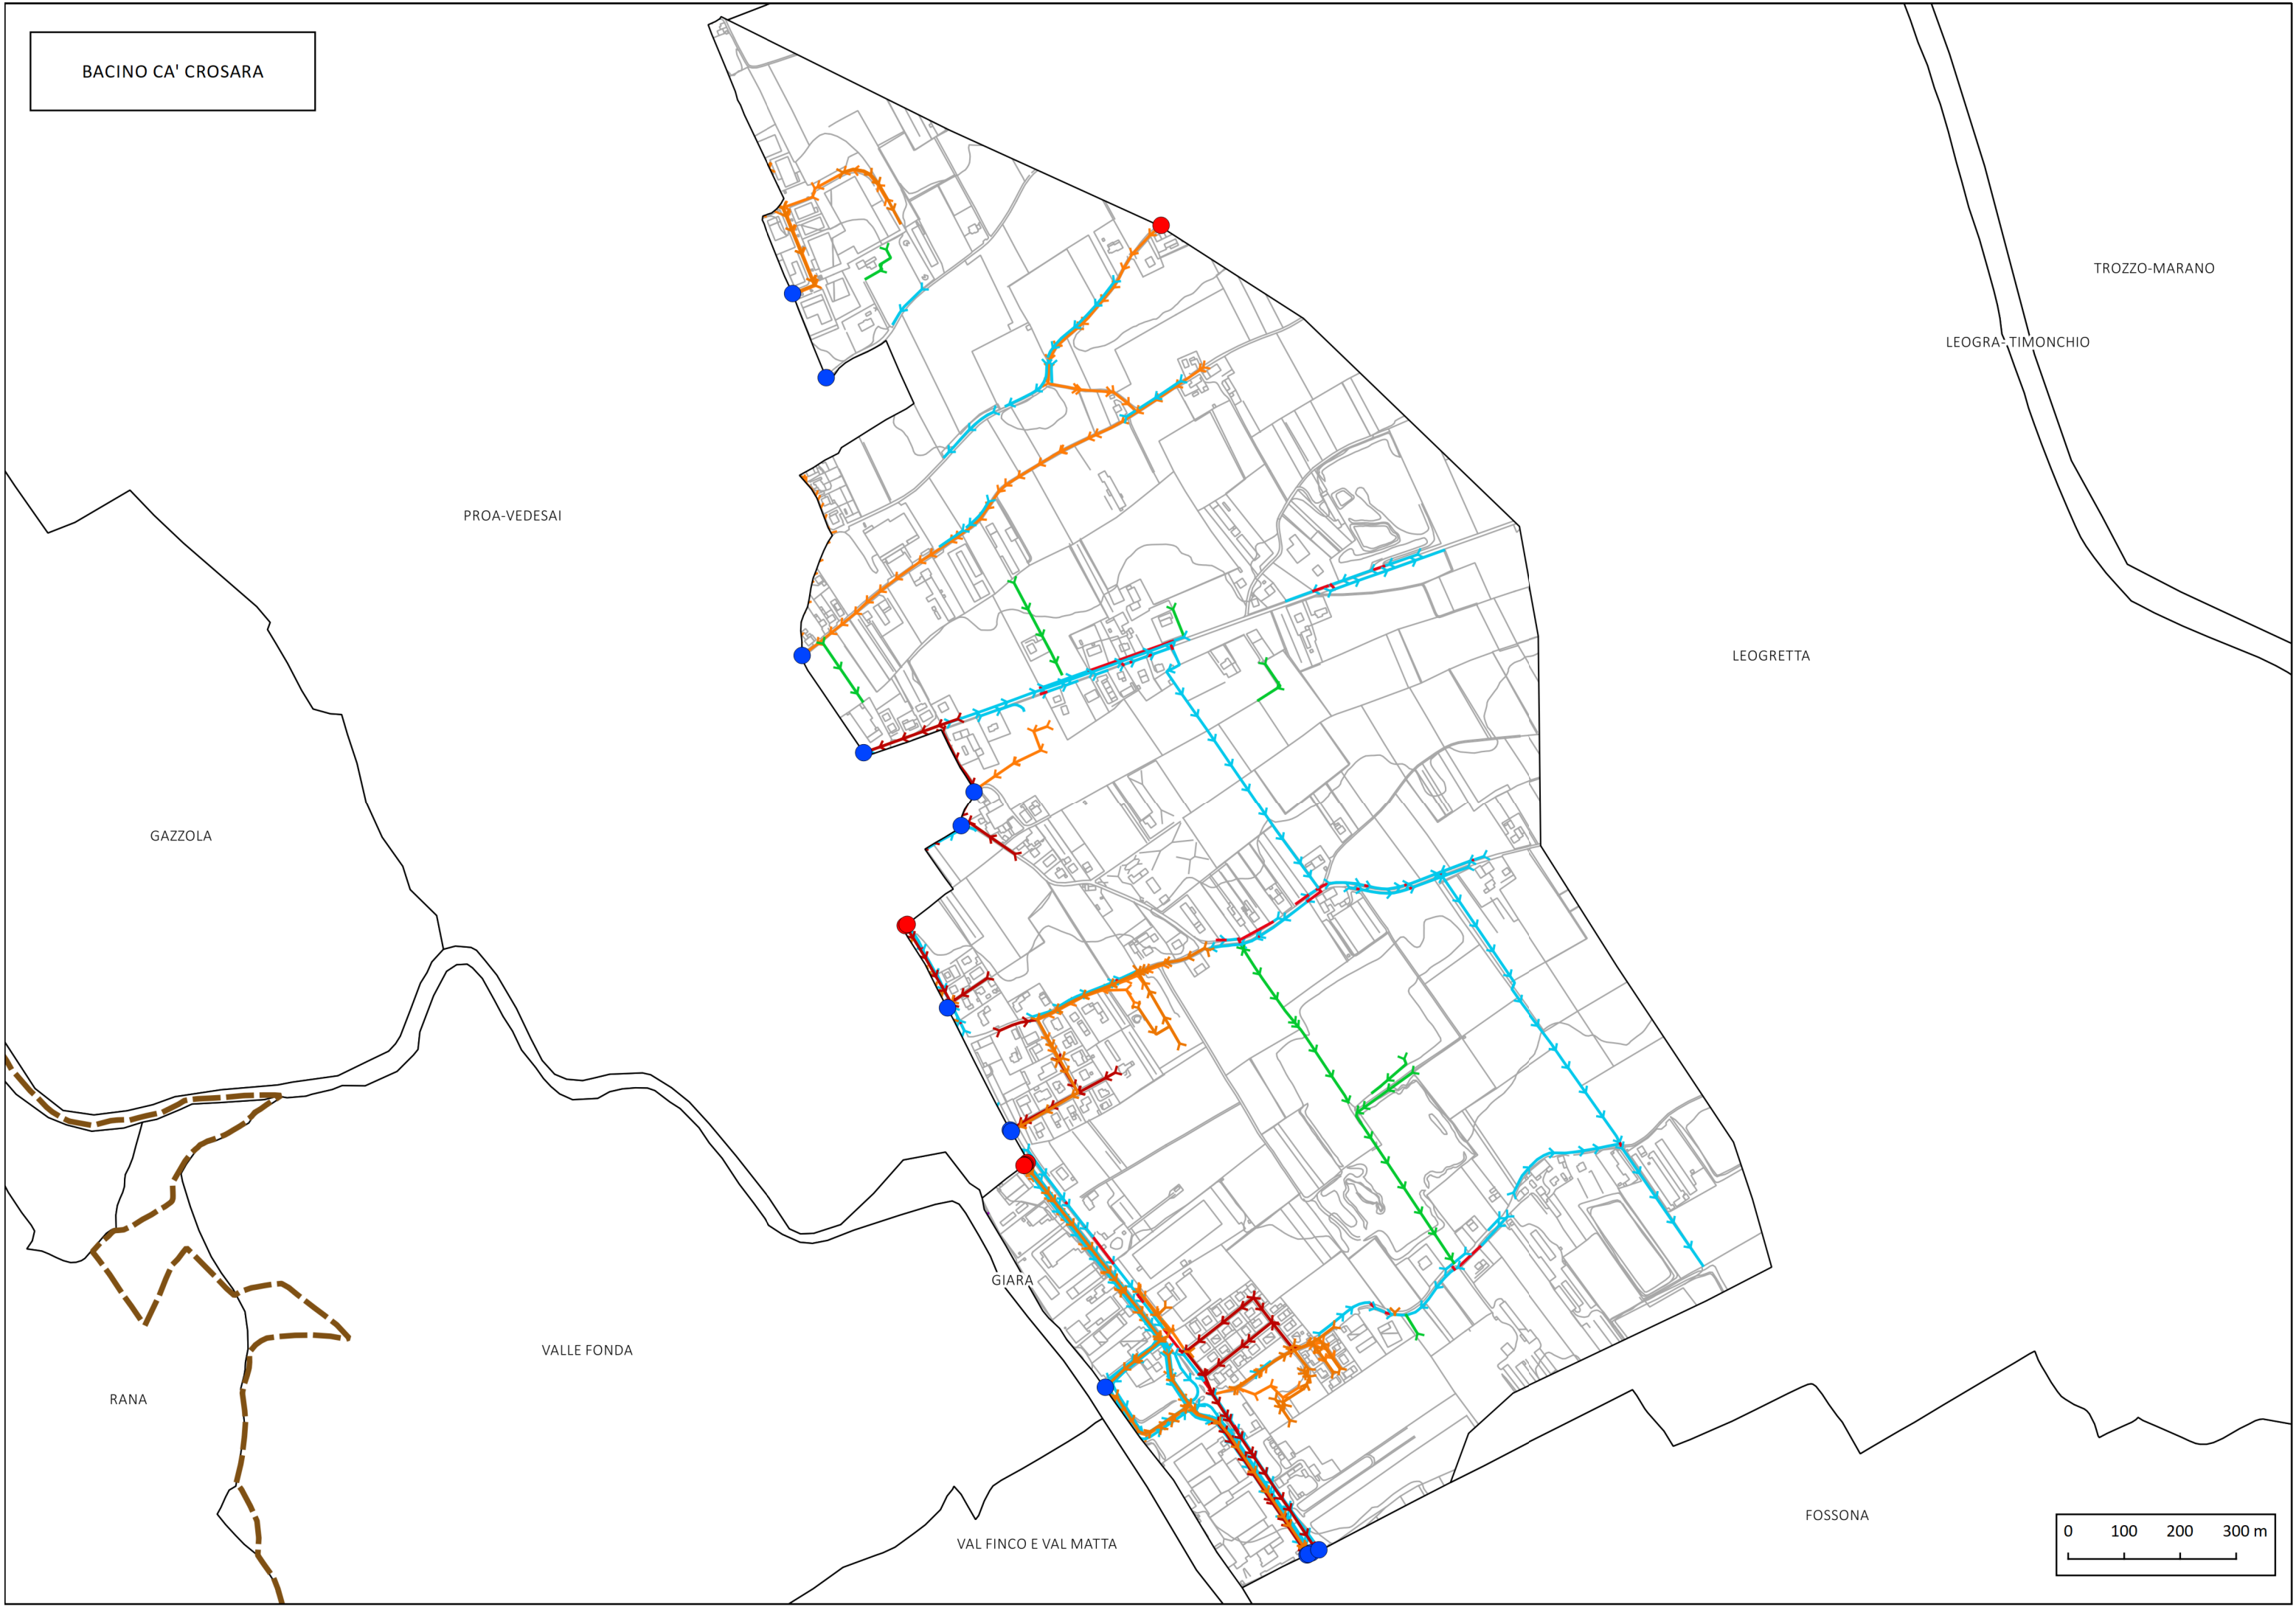 BACINO CA' CROSARA
TROZZO-MARANO
LEOGRA- TIMONCHIO
PROA-VEDESAI
LEOGRETTA
GAZZOLA
GIARA
VALLE FONDA
RANA
FOSSONA
VAL FINCO E VAL MATTA
0 100 200 300 m